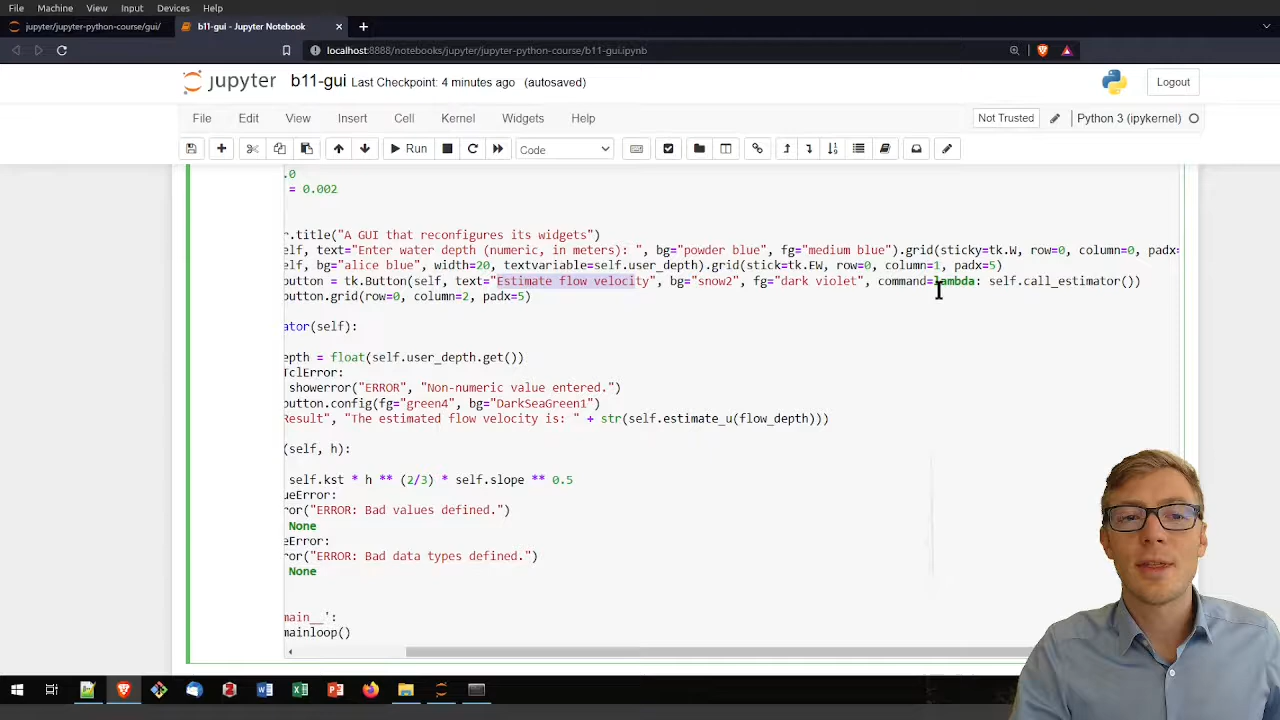 File Machine View Input Devices Help
jupyter/jupyter-python-course/gui/ b11-gui - Jupyter Notebook × +
localhost:8888/notebooks/jupyter/jupyter-python-course/b11-gui.ipynb
jupyter b11-gui Last Checkpoint: 4 minutes ago (autosaved) Logout
File Edit View Insert Cell Kernel Widgets Help Not Trusted Python 3 (ipykernel)
Run Code
.0
= 0.002
r.title("A GUI that reconfigures its widgets")
elf, text="Enter water depth (numeric, in meters): ", bg="powder blue", fg="medium blue").grid(sticky=tk.W, row=0, column=0, padx=
elf, bg="alice blue", width=20, textvariable=self.user_depth).grid(stick=tk.EW, row=0, column=1, padx=5)
button = tk.Button(self, text="Estimate flow velocity", bg="snow2", fg="dark violet", command=lambda: self.call_estimator())
button.grid(row=0, column=2, padx=5)
ator(self):
epth = float(self.user_depth.get())
TclError:
showerror("ERROR", "Non-numeric value entered.")
button.config(fg="green4", bg="DarkSeaGreen1")
Result", "The estimated flow velocity is: " + str(self.estimate_u(flow_depth)))
(self, h):
self.kst * h ** (2/3) * self.slope ** 0.5
ueError:
ror("ERROR: Bad values defined.")
None
eError:
ror("ERROR: Bad data types defined.")
None
main__':
mainloop()